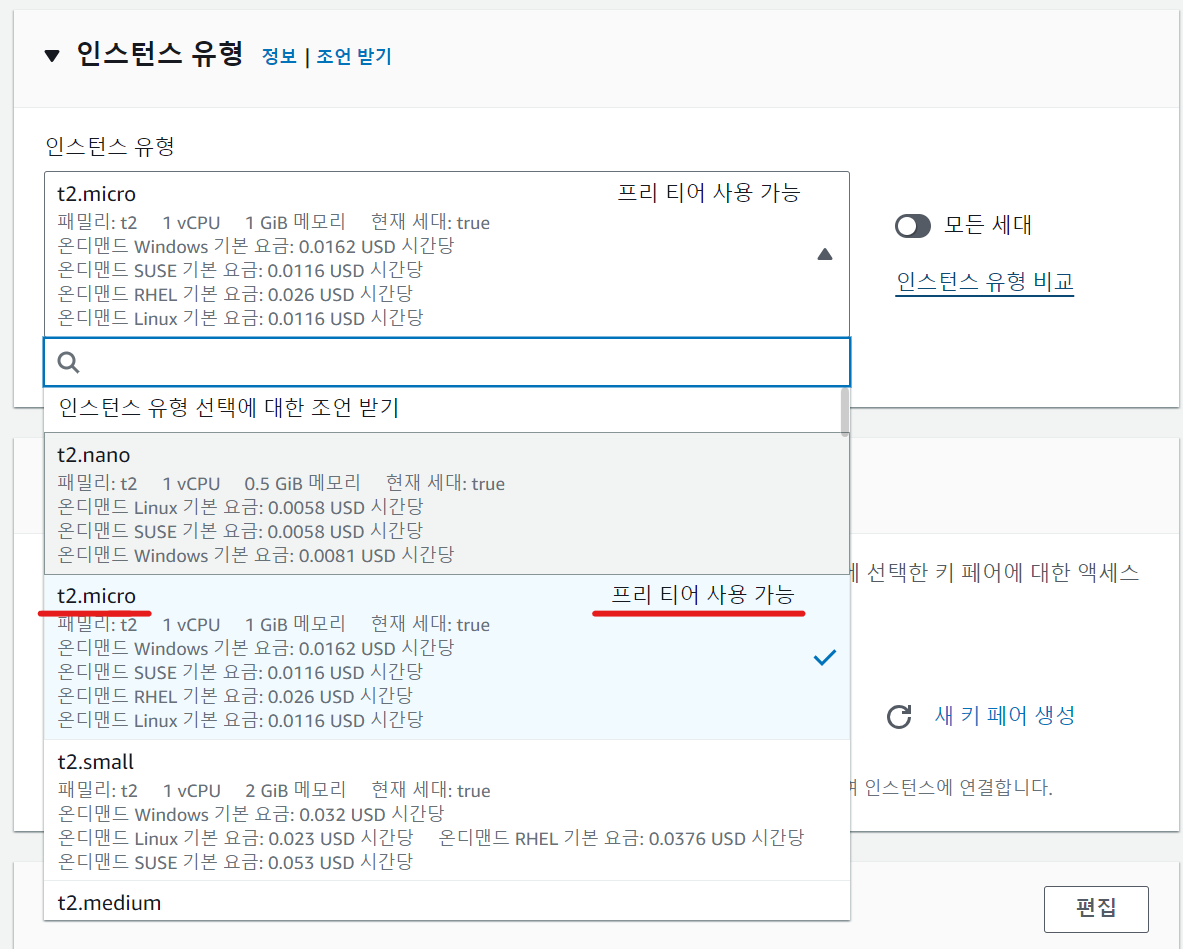 인스턴스 유형 정보 | 조언 받기
인스턴스 유형
t2.micro 프리 티어 사용 가능
패밀리: t2 1 vCPU 1 GiB 메모리 현재 세대: true
온디맨드 Windows 기본 요금: 0.0162 USD 시간당
온디맨드 SUSE 기본 요금: 0.0116 USD 시간당
온디맨드 RHEL 기본 요금: 0.026 USD 시간당
온디맨드 Linux 기본 요금: 0.0116 USD 시간당
모든 세대
인스턴스 유형 비교
인스턴스 유형 선택에 대한 조언 받기
t2.nano
패밀리: t2 1 vCPU 0.5 GiB 메모리 현재 세대: true
온디맨드 Linux 기본 요금: 0.0058 USD 시간당
온디맨드 SUSE 기본 요금: 0.0058 USD 시간당
온디맨드 Windows 기본 요금: 0.0081 USD 시간당
t2.micro 프리 티어 사용 가능
패밀리: t2 1 vCPU 1 GiB 메모리 현재 세대: true
온디맨드 Windows 기본 요금: 0.0162 USD 시간당
온디맨드 SUSE 기본 요금: 0.0116 USD 시간당
온디맨드 RHEL 기본 요금: 0.026 USD 시간당
온디맨드 Linux 기본 요금: 0.0116 USD 시간당
t2.small
패밀리: t2 1 vCPU 2 GiB 메모리 현재 세대: true
온디맨드 Windows 기본 요금: 0.032 USD 시간당
온디맨드 Linux 기본 요금: 0.023 USD 시간당 온디맨드 RHEL 기본 요금: 0.0376 USD 시간당
온디맨드 SUSE 기본 요금: 0.053 USD 시간당
t2.medium
선택한 키 페어에 대한 액세스
새 키 페어 생성
인스턴스에 연결합니다.
편집